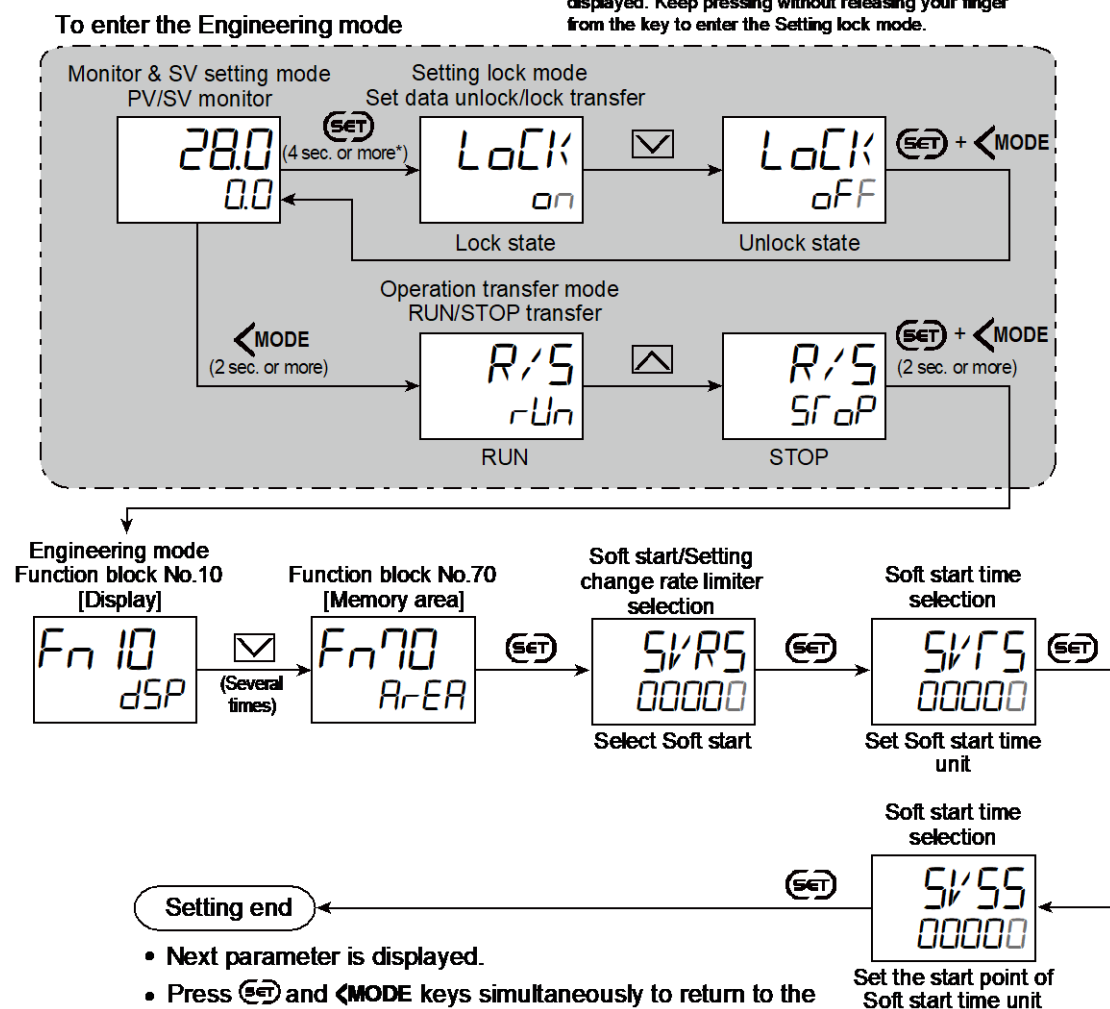 displayed. Keep pressing without releasing your finger
from the key to enter the Setting lock mode.
To enter the Engineering mode
Monitor & SV setting mode
PV/SV monitor
28.0
0.0
SET
(4 sec. or more*)
Setting lock mode
Set data unlock/lock transfer
LoCK
on
Lock state
LoCK
oFF
Unlock state
SET + <MODE
<MODE
(2 sec. or more)
Operation transfer mode
RUN/STOP transfer
R/S
rUn
RUN
R/S
SToP
STOP
SET + <MODE
(2 sec. or more)
Engineering mode
Function block No.10
[Display]
Fn 10
dSP
(Several
times)
Function block No.70
[Memory area]
Fn70
ArEA
SET
Soft start/Setting
change rate limiter
selection
SVRS
00000
Select Soft start
SET
Soft start time
selection
SVTS
00000
Set Soft start time
unit
SET
Soft start time
selection
SVSS
00000
Set the start point of
Soft start time unit
SET
Setting end
• Next parameter is displayed.
• Press SET and <MODE keys simultaneously to return to the